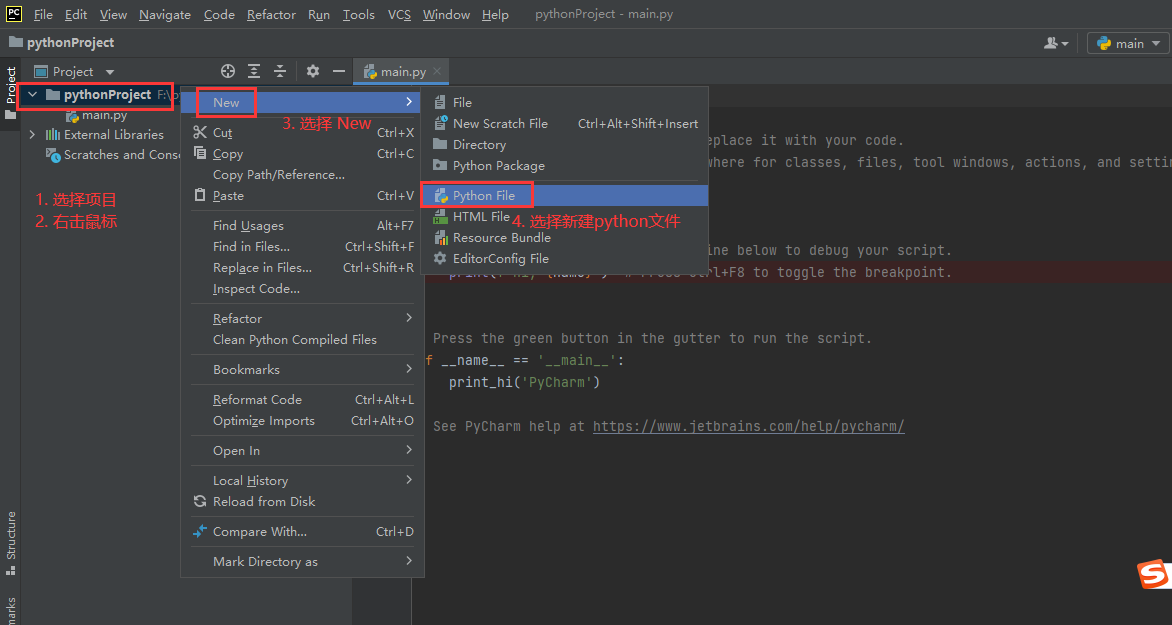 PC File Edit View Navigate Code Refactor Run Tools VCS Window Help pythonProject - main.py
pythonProject
main
Project
Project
main.py
pythonProject F:\
main.py
External Libraries
Scratches and Cons
1. 选择项目
2. 右击鼠标
Structure
marks
New
3. 选择 New
Cut Ctrl+X
Copy Ctrl+C
Copy Path/Reference...
Paste Ctrl+V
Find Usages Alt+F7
Find in Files... Ctrl+Shift+F
Replace in Files... Ctrl+Shift+R
Inspect Code...
Refactor
Clean Python Compiled Files
Bookmarks
Reformat Code Ctrl+Alt+L
Optimize Imports Ctrl+Alt+O
Open In
Local History
Reload from Disk
Compare With... Ctrl+D
Mark Directory as
File
New Scratch File Ctrl+Alt+Shift+Insert
Directory
Python Package
Python File
HTML File
4. 选择新建python文件
Resource Bundle
EditorConfig File
eplace it with your code.
where for classes, files, tool windows, actions, and settin
ine below to debug your script.
to toggle the breakpoint.
Press the green button in the gutter to run the script.
f __name__ == '__main__':
print_hi('PyCharm')
See PyCharm help at https://www.jetbrains.com/help/pycharm/
S